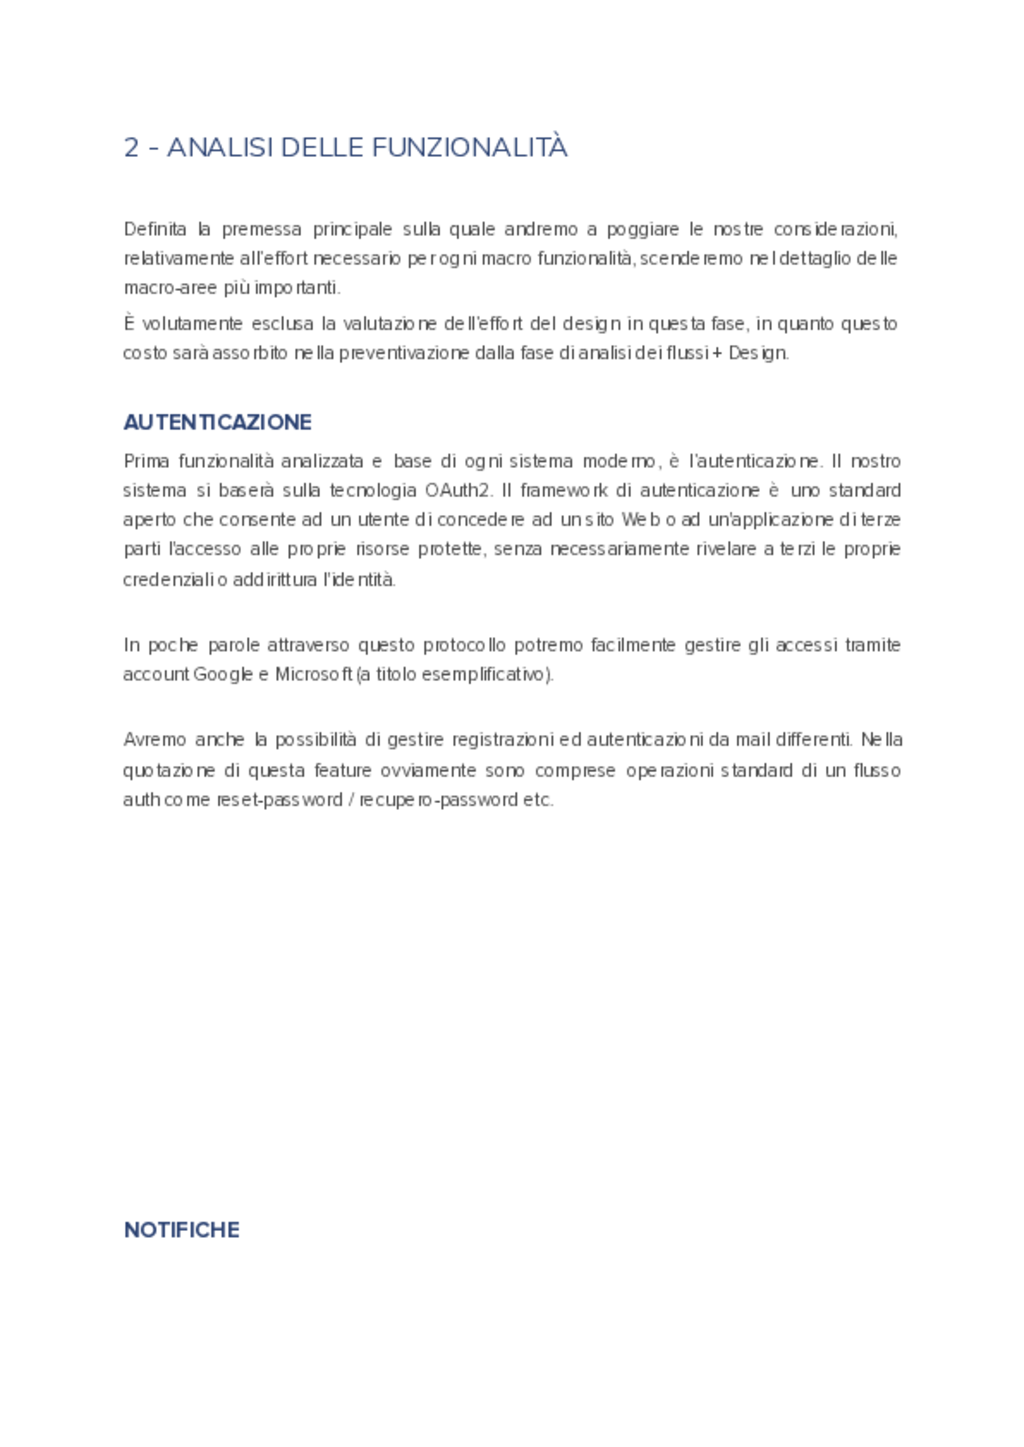 2 - ANALISI DELLE FUNZIONALITÀ
Definita la premessa principale sulla quale andremo a poggiare le nostre considerazioni,
relativamente all'effort necessario per ogni macro funzionalità, scenderemo nel dettaglio delle
macro-aree più importanti.
È volutamente esclusa la valutazione dell'effort del design in questa fase, in quanto questo
costo sarà assorbito nella preventivazione dalla fase di analisi dei flussi + Design.
AUTENTICAZIONE
Prima funzionalità analizzata e base di ogni sistema moderno, è l'autenticazione. Il nostro
sistema si baserà sulla tecnologia OAuth2. Il framework di autenticazione è uno standard
aperto che consente ad un utente di concedere ad un sito Web o ad un'applicazione di terze
parti l'accesso alle proprie risorse protette, senza necessariamente rivelare a terzi le proprie
credenziali o addirittura l'identità.
In poche parole attraverso questo protocollo potremo facilmente gestire gli accessi tramite
account Google e Microsoft (a titolo esemplificativo).
Avremo anche la possibilità di gestire registrazioni ed autenticazioni da mail differenti. Nella
quotazione di questa feature ovviamente sono comprese operazioni standard di un flusso
auth come reset-password / recupero-password etc.
NOTIFICHE